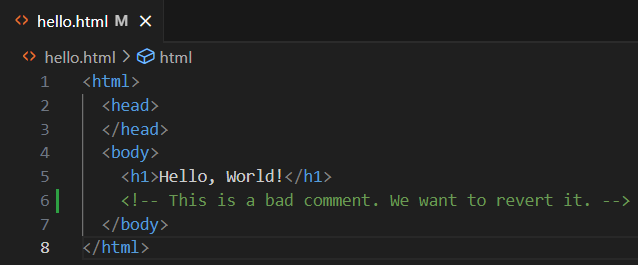 hello.html M ×
hello.html > html
1 <html>
2   <head>
3   </head>
4   <body>
5     <h1>Hello, World!</h1>
6     <!-- This is a bad comment. We want to revert it. -->
7   </body>
8 </html>